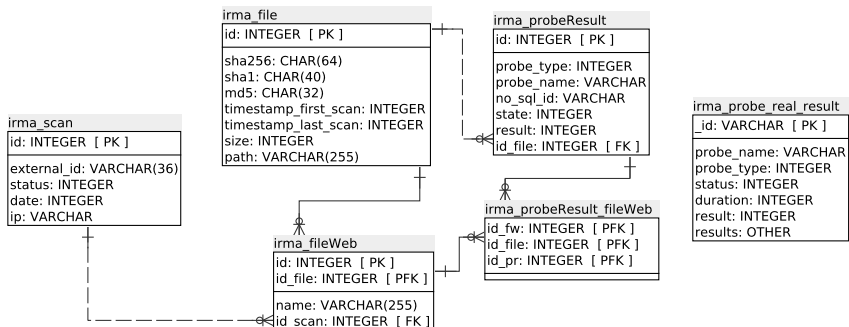 irma_file
id: INTEGER [ PK ]
sha256: CHAR(64)
sha1: CHAR(40)
md5: CHAR(32)
timestamp_first_scan: INTEGER
timestamp_last_scan: INTEGER
size: INTEGER
path: VARCHAR(255)
irma_probeResult
id: INTEGER [ PK ]
probe_type: INTEGER
probe_name: VARCHAR
no_sql_id: VARCHAR
state: INTEGER
result: INTEGER
id_file: INTEGER [ FK ]
irma_probe_real_result
_id: VARCHAR [ PK ]
probe_name: VARCHAR
probe_type: INTEGER
status: INTEGER
duration: INTEGER
result: INTEGER
results: OTHER
irma_scan
id: INTEGER [ PK ]
external_id: VARCHAR(36)
status: INTEGER
date: INTEGER
ip: VARCHAR
irma_probeResult_fileWeb
id_fw: INTEGER [ PFK ]
id_file: INTEGER [ PFK ]
id_pr: INTEGER [ PFK ]
irma_fileWeb
id: INTEGER [ PK ]
id_file: INTEGER [ PFK ]
name: VARCHAR(255)
id_scan: INTEGER [ FK ]